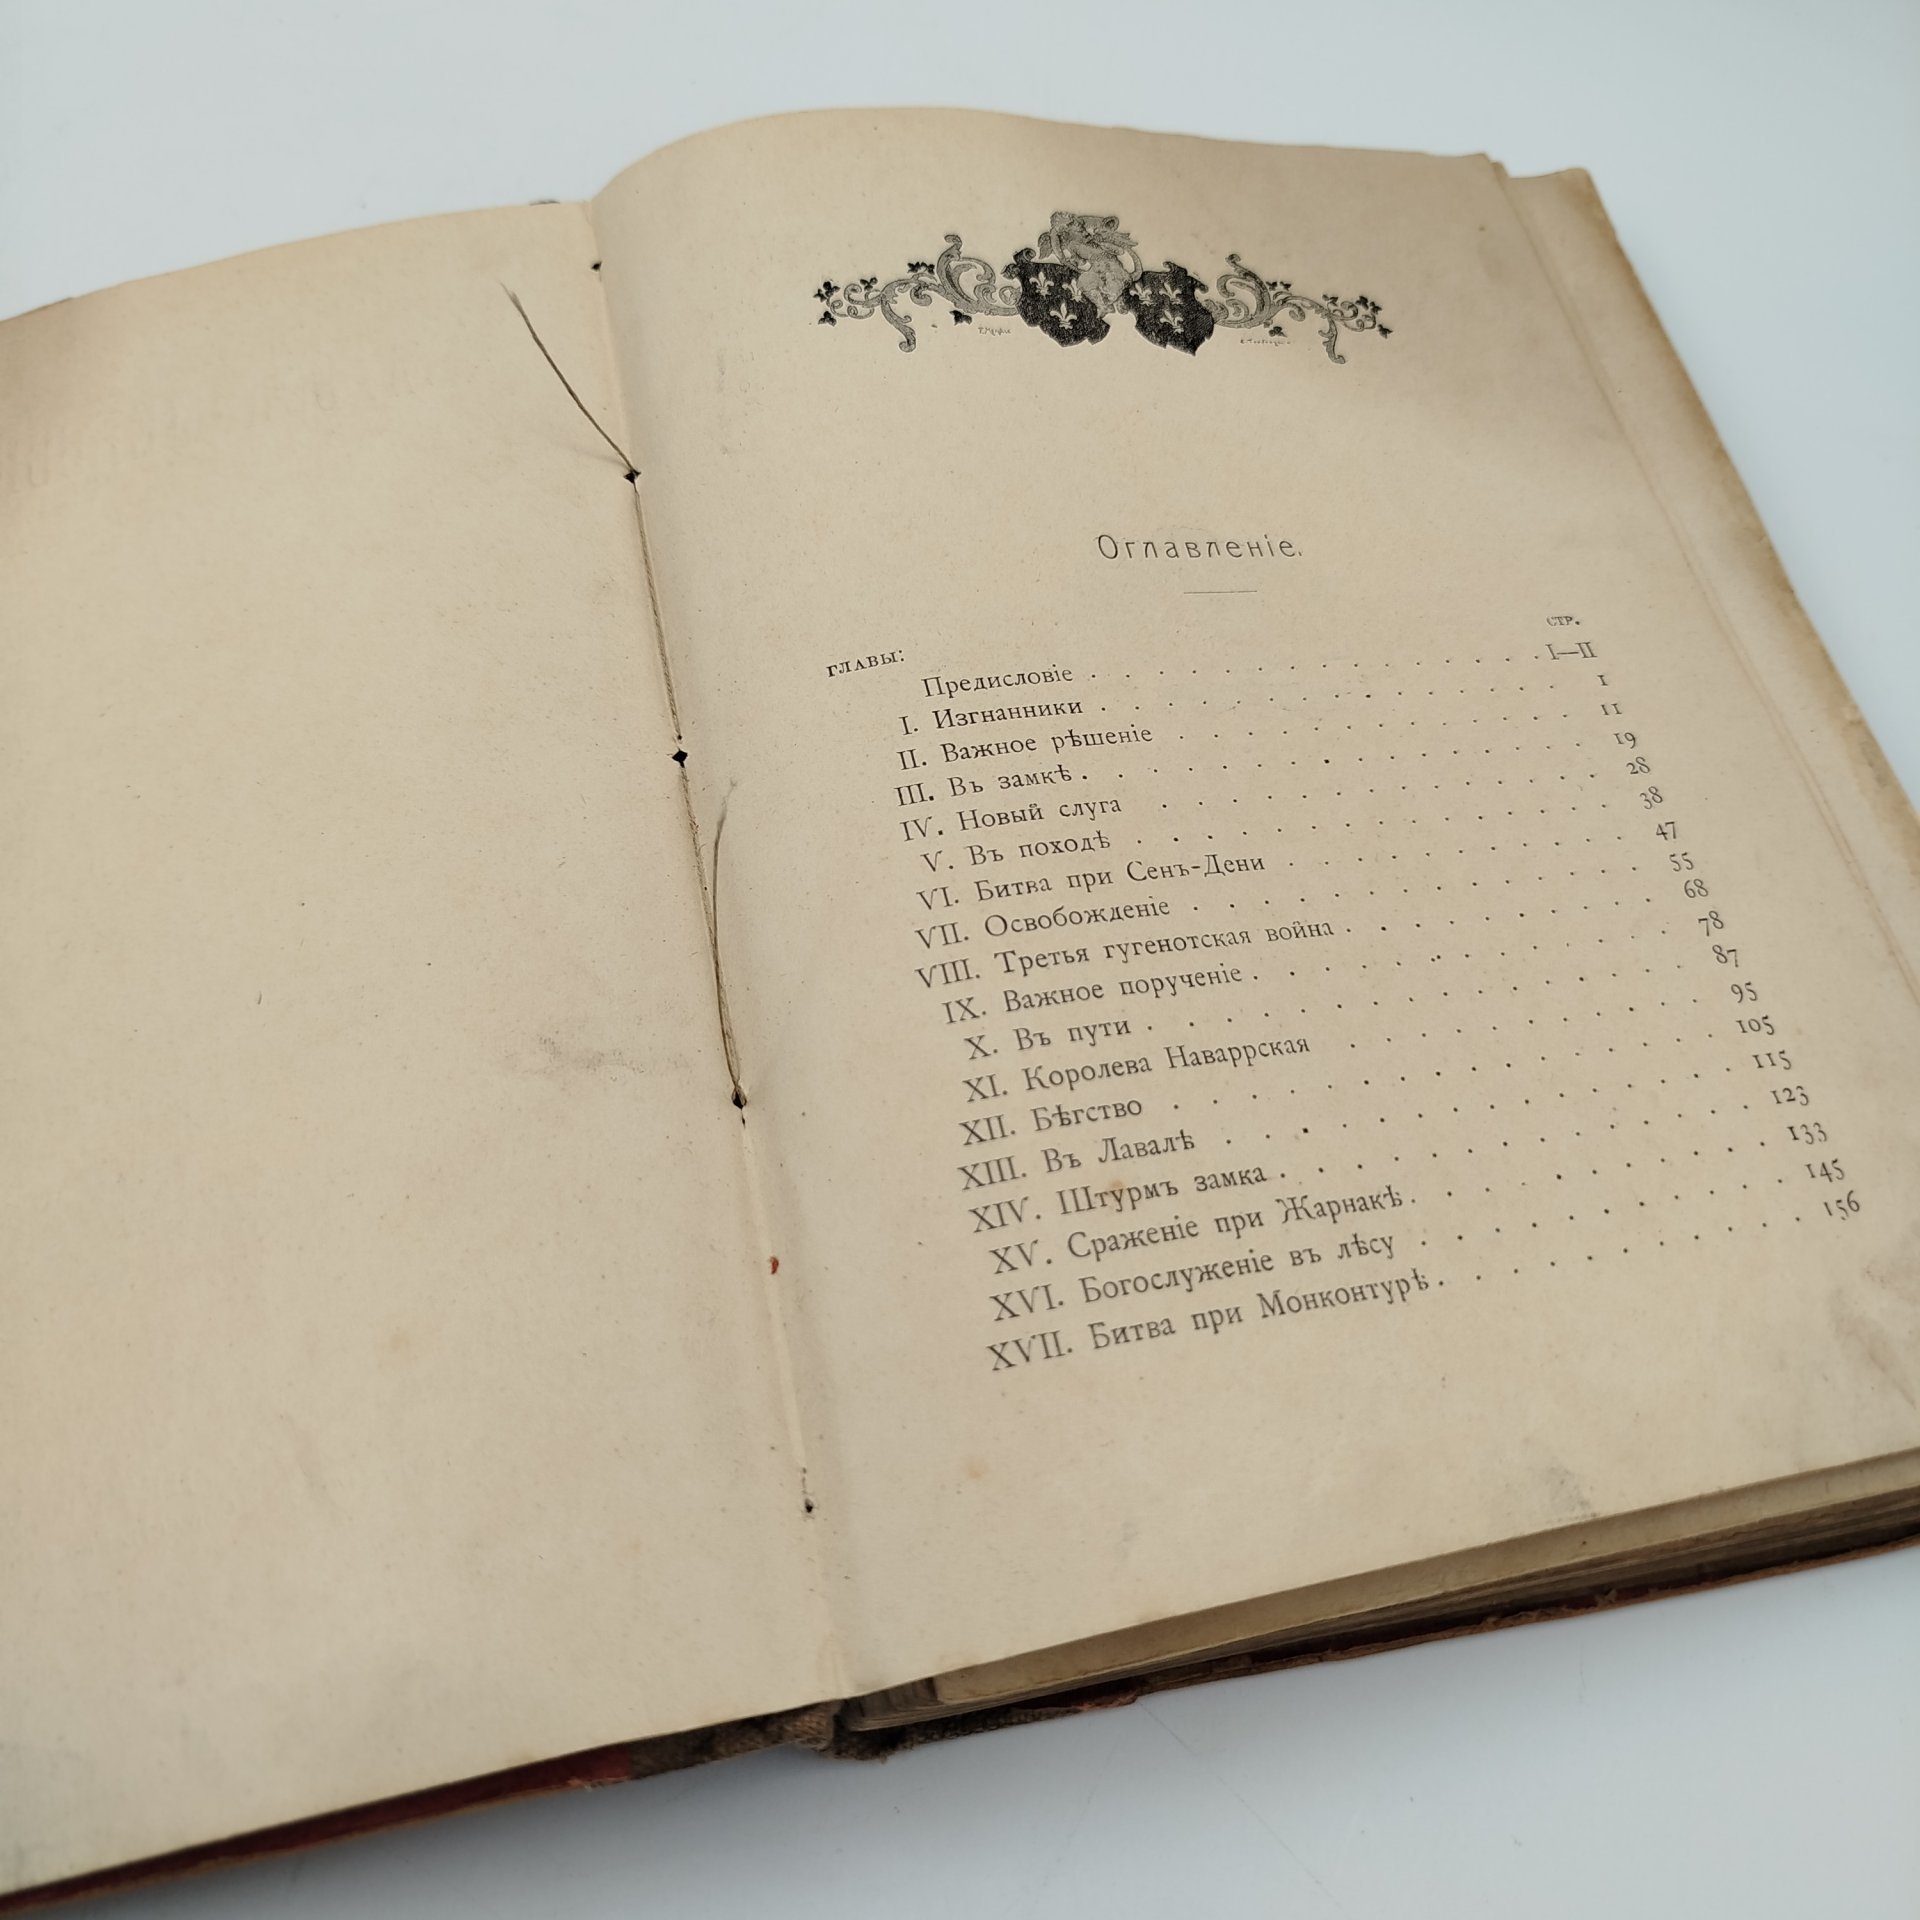 Оглавленіе.
ГЛАВЫ: СТР.
Предисловіе . . . . . . . . . . . . . . I—II
I. Изгнанники . . . . . . . . . . . . . . 1
II. Важное рѣшеніе . . . . . . . . . . . . 11
III. Въ замкѣ . . . . . . . . . . . . . . 19
IV. Новый слуга . . . . . . . . . . . . . 28
V. Въ походѣ . . . . . . . . . . . . . . 38
VI. Битва при Сенъ-Дени . . . . . . . . . . 47
VII. Освобожденіе . . . . . . . . . . . . . 55
VIII. Третья гугенотская война . . . . . . . . 68
IX. Важное порученіе . . . . . . . . . . . . 78
X. Въ пути . . . . . . . . . . . . . . . 87
XI. Королева Наваррская . . . . . . . . . . 95
XII. Бѣгство . . . . . . . . . . . . . . . 105
XIII. Въ Лавалѣ . . . . . . . . . . . . . . 115
XIV. Штурмъ замка . . . . . . . . . . . . . 123
XV. Сраженіе при Жарнакѣ . . . . . . . . . . 133
XVI. Богослуженіе въ лѣсу . . . . . . . . . . 145
XVII. Битва при Монконтурѣ . . . . . . . . . 156